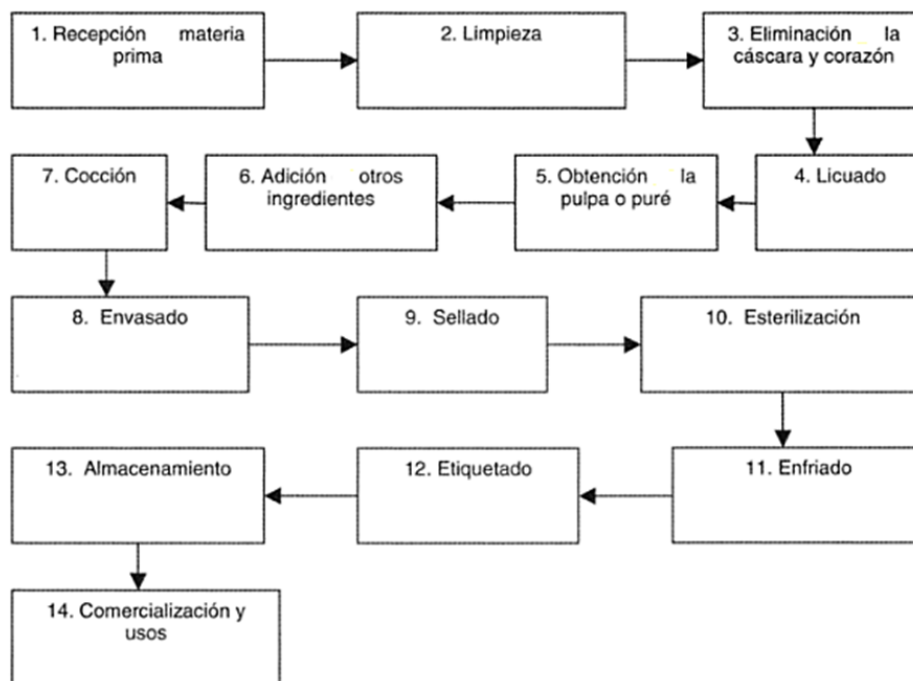 1. Recepción materia
prima
2. Limpieza
3. Eliminación la
cáscara y corazón
4. Licuado
5. Obtención la
pulpa o puré
6. Adición otros
ingredientes
7. Cocción
8. Envasado
9. Sellado
10. Esterilización
11. Enfriado
12. Etiquetado
13. Almacenamiento
14. Comercialización y
usos